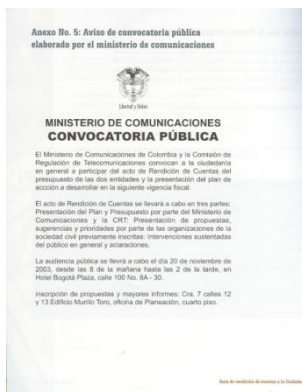 Anexo No. 5: Aviso de convocatoria pública
elaborado por el ministerio de comunicaciones
Libertad y Orden
MINISTERIO DE COMUNICACIONES
CONVOCATORIA PÚBLICA
El Ministerio de Comunicaciones de Colombia y la Comisión de
Regulación de Telecomunicaciones convocan a la ciudadanía
en general a participar del acto de Rendición de Cuentas del
presupuesto de las dos entidades y la presentación del plan de
accción a desarrollar en la siguiente vigencia fiscal.
El acto de Rendición de Cuentas se llevará a cabo en tres partes:
Presentación del Plan y Presupuesto por parte del Ministerio de
Comunicaciones y la CRT: Presentación de propuestas,
sugerencias y prioridades por parte de las organizaciones de la
sociedad civil previamente inscritas: Intervenciones sustentadas
del público en general y aclaraciones.
La audiencia pública se llevará a cabo el día 20 de noviembre de
2003, desde las 8 de la mañana hasta las 2 de la tarde, en
Hotel Bogotá Plaza, calle 100 No. 8A - 30.
Inscripción de propuestas y mayores informes: Cra. 7 calles 12
y 13 Edificio Murillo Toro, oficina de Planeación, cuarto piso.
de rendición de cuentas a la